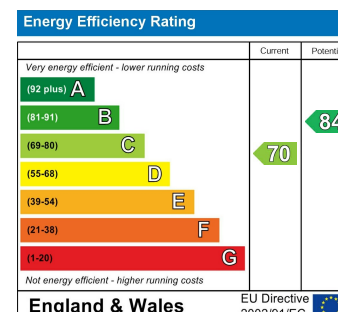 Energy Efficiency Rating
Current
Very energy efficient - lower running costs
(92 plus) A
(81-91) B
84
(69-80) C
70
(55-68) D
(39-54) E
(21-38) F
(1-20) G
Not energy efficient - higher running costs
England & Wales
EU Directive